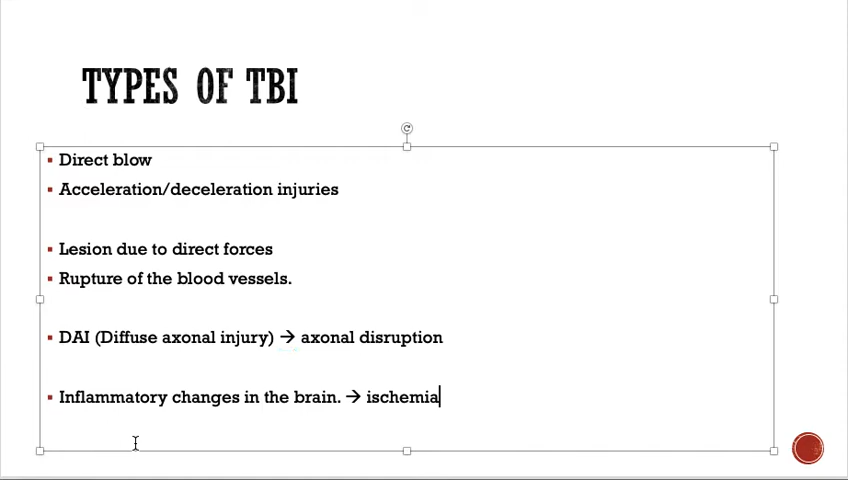 TYPES OF TBI
▪ Direct blow
▪ Acceleration/deceleration injuries
▪ Lesion due to direct forces
▪ Rupture of the blood vessels.
▪ DAI (Diffuse axonal injury) → axonal disruption
▪ Inflammatory changes in the brain. → ischemia